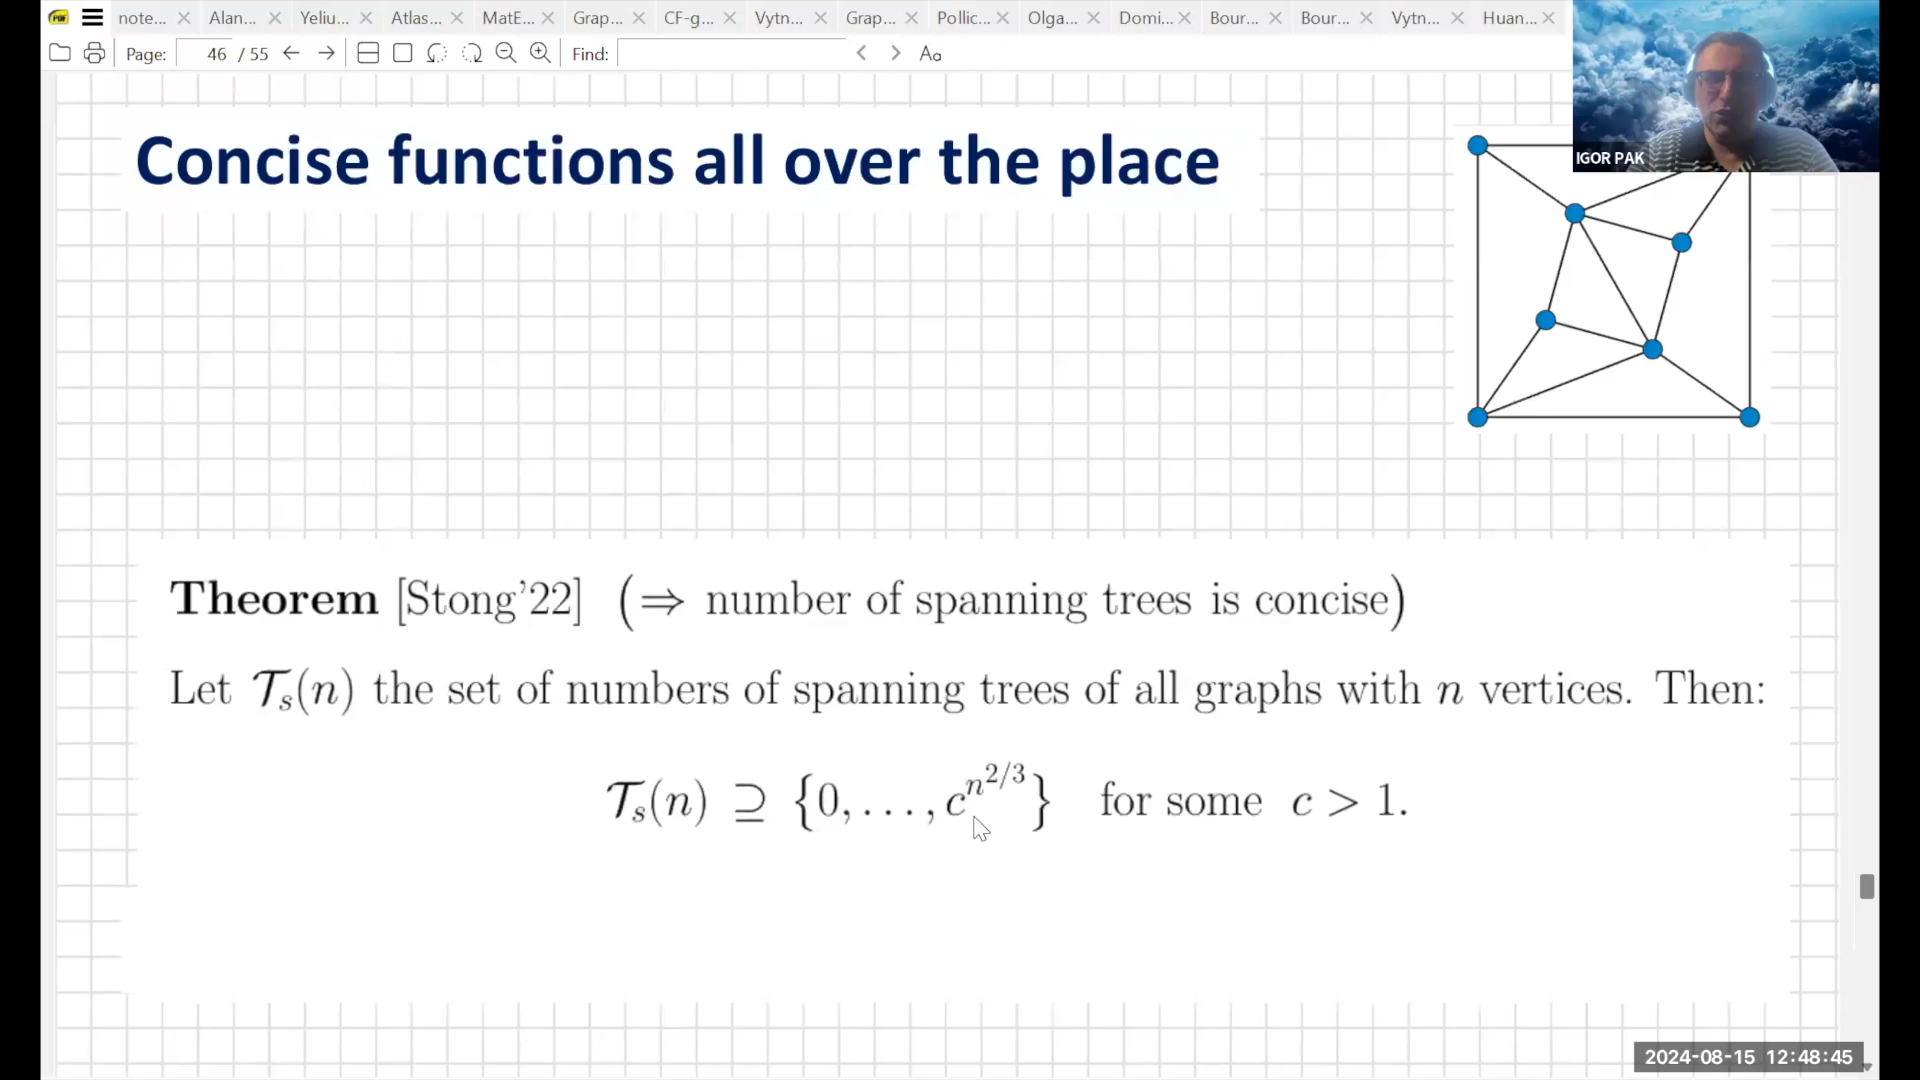 note... Alan... Yeliu... Atlas... MatE... Grap... CF-g... Vytn... Grap... Pollic... Olga... Domi... Bour... Bour... Vytn... Huan...
Page: 46 / 55 Find: Aa
IGOR PAK
Concise functions all over the place
Theorem [Stong'22] (⇒ number of spanning trees is concise)
Let 𝒯ₛ(n) the set of numbers of spanning trees of all graphs with n vertices. Then:
𝒯ₛ(n) ⊇ {0, . . . , c^{n^{2/3}}} for some c > 1.
2024-08-15 12:48:45